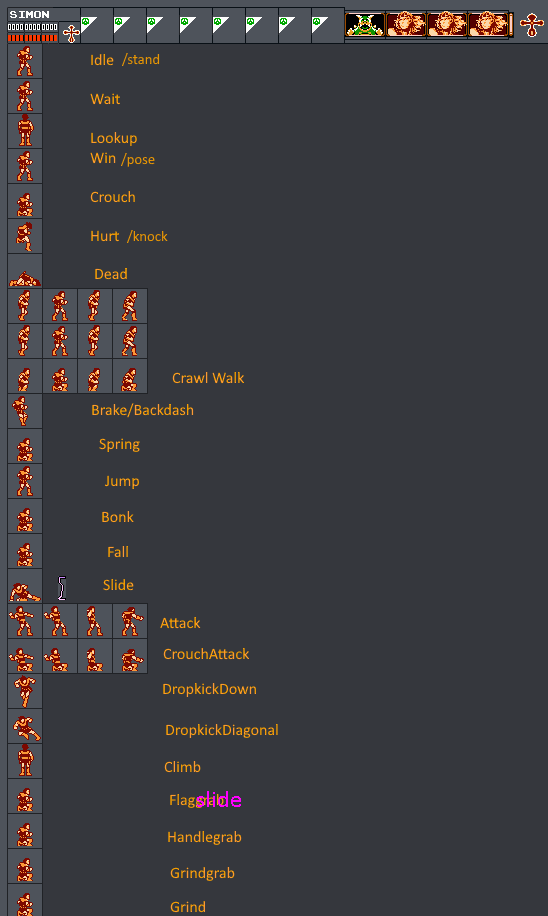 SIMON
Idle /stand
Wait
Lookup
Win /pose
Crouch
Hurt /knock
Dead
Crawl Walk
Brake/Backdash
Spring
Jump
Bonk
Fall
Slide
Attack
CrouchAttack
DropkickDown
DropkickDiagonal
Climb
Flaggrab slide
Handlegrab
Grindgrab
Grind